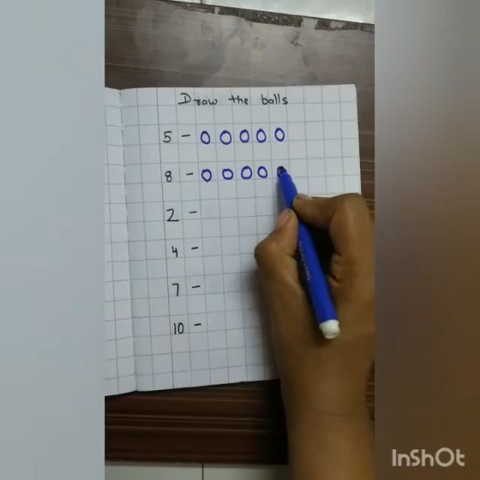 Draw the balls
5 - O O O O O
8 - O O O O
2 -
4 -
7 -
10 -
InShOt